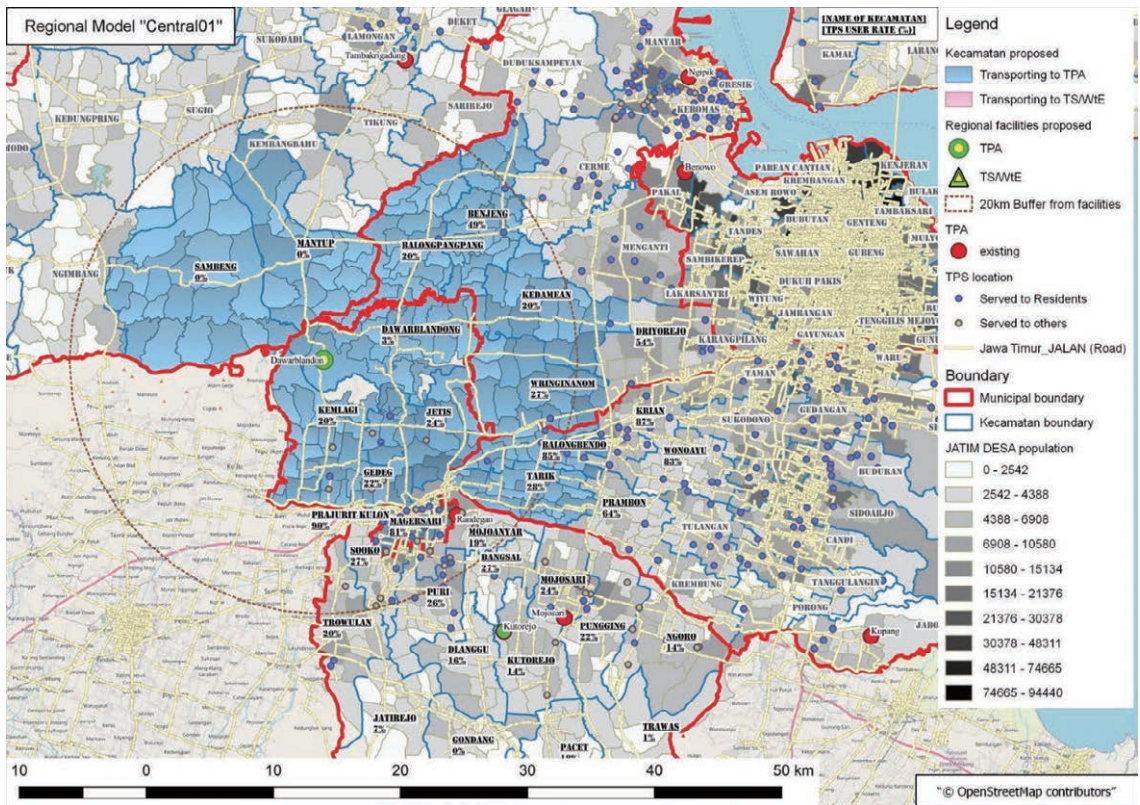 Regional Model "Central01"
[NAME OF KECAMATAN]
[TPS USER RATE (%)]
Legend
Kecamatan proposed
Transporting to TPA
Transporting to TS/WtE
Regional facilities proposed
TPA
TS/WtE
20km Buffer from facilities
TPA
existing
TPS location
Served to Residents
Served to others
Jawa Timur_JALAN (Road)
Boundary
Municipal boundary
Kecamatan boundary
JATIM DESA population
0 - 2542
2542 - 4388
4388 - 6908
6908 - 10580
10580 - 15134
15134 - 21376
21376 - 30378
30378 - 48311
48311 - 74665
74665 - 94440
DEKET
LAMONGAN
SUKODADI
Tambakrigadung
DUDUKSAMPEYAN
MANYAR
Ngipik
GRESIK
KEBOMAS
KAMAL
SUGIO
KEDUNGPRING
SARIREJO
TIKUNG
KEMBANGBAHU
CERME
Benowo
PAKAL
PABEAN CANTIAN
KREMBANGAN
KENJERAN
ASEM ROWO
BULAK
BUBUTAN
GENTENG
TAMBAKSARI
TANDES
SAWAHAN
GUBENG
SAMBIKEREP
DUKUH PAKIS
WIYUNG
LAKARSANTRI
MENGANTI
JAMBANGAN
GAYUNGAN
KARANGPILANG
TENGGILIS MEJOYO
WARU
TAMAN
GEDANGAN
SUKODONO
BUDURAN
SIDOARJO
CANDI
TANGGULANGIN
TULANGAN
KREMBUNG
PORONG
Kupang
NGIMBANG
BENJENG
49%
MANTUP
0%
BALONGPANGPANG
20%
SAMBENG
0%
KEDAMEAN
20%
DAWARBLANDONG
Dawarblandon
DRIYOREJO
54%
WRINGINANOM
27%
KEMLAGI
20%
JETIS
24%
KRIAN
87%
BALONGBENDO
85%
WONOAYU
83%
GEDEG
22%
TARIK
28%
PRAMBON
64%
PRAJURIT KULON
90%
MAGERSARI
81%
Randegan
MOJOANYAR
19%
SOOKO
27%
BANGSAL
27%
MOJOSARI
24%
PURI
26%
TROWULAN
20%
Mojosari
Kutorejo
PUNGGING
22%
NGORO
14%
DLANGGU
16%
KUTOREJO
14%
JATIREJO
7%
GONDANG
0%
PACET
TRAWAS
1%
10 0 10 20 30 40 50 km
"© OpenStreetMap contributors"